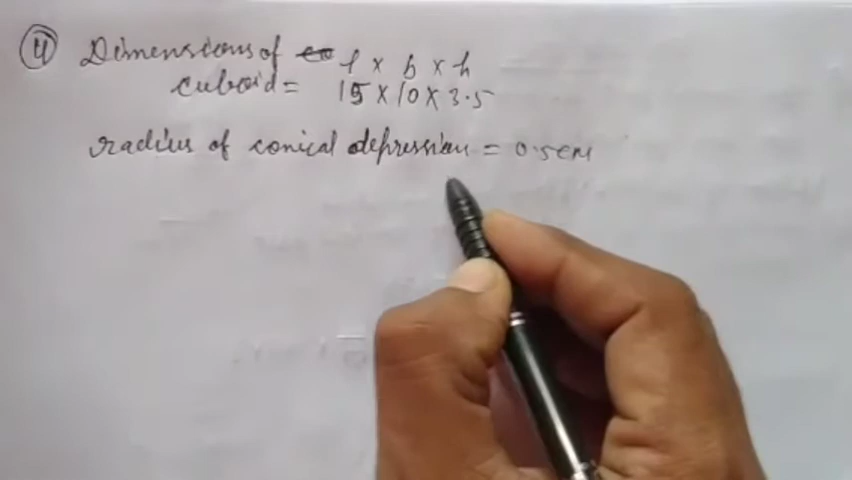 4 Dimensions of l × b × h
cuboid = 15 × 10 × 3.5
radius of conical depression = 0.5cm